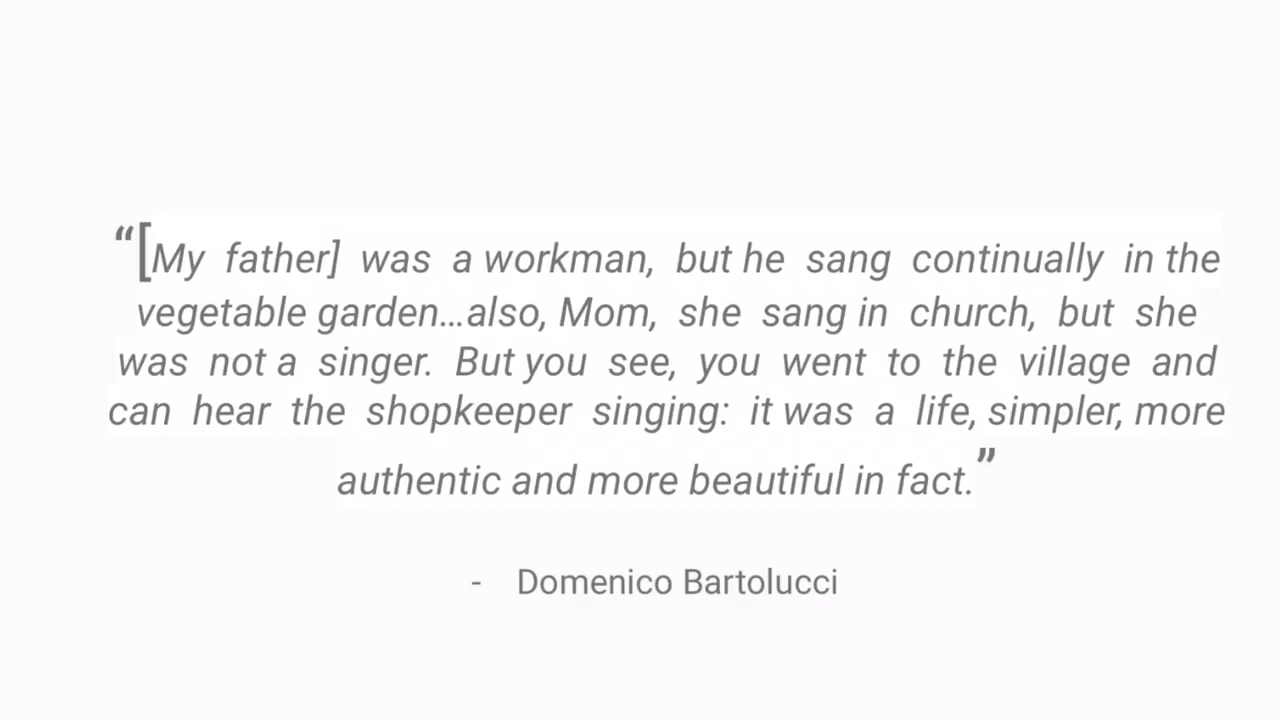 “[My father] was a workman, but he sang continually in the
vegetable garden…also, Mom, she sang in church, but she
was not a singer. But you see, you went to the village and
can hear the shopkeeper singing: it was a life, simpler, more
authentic and more beautiful in fact.”
- Domenico Bartolucci